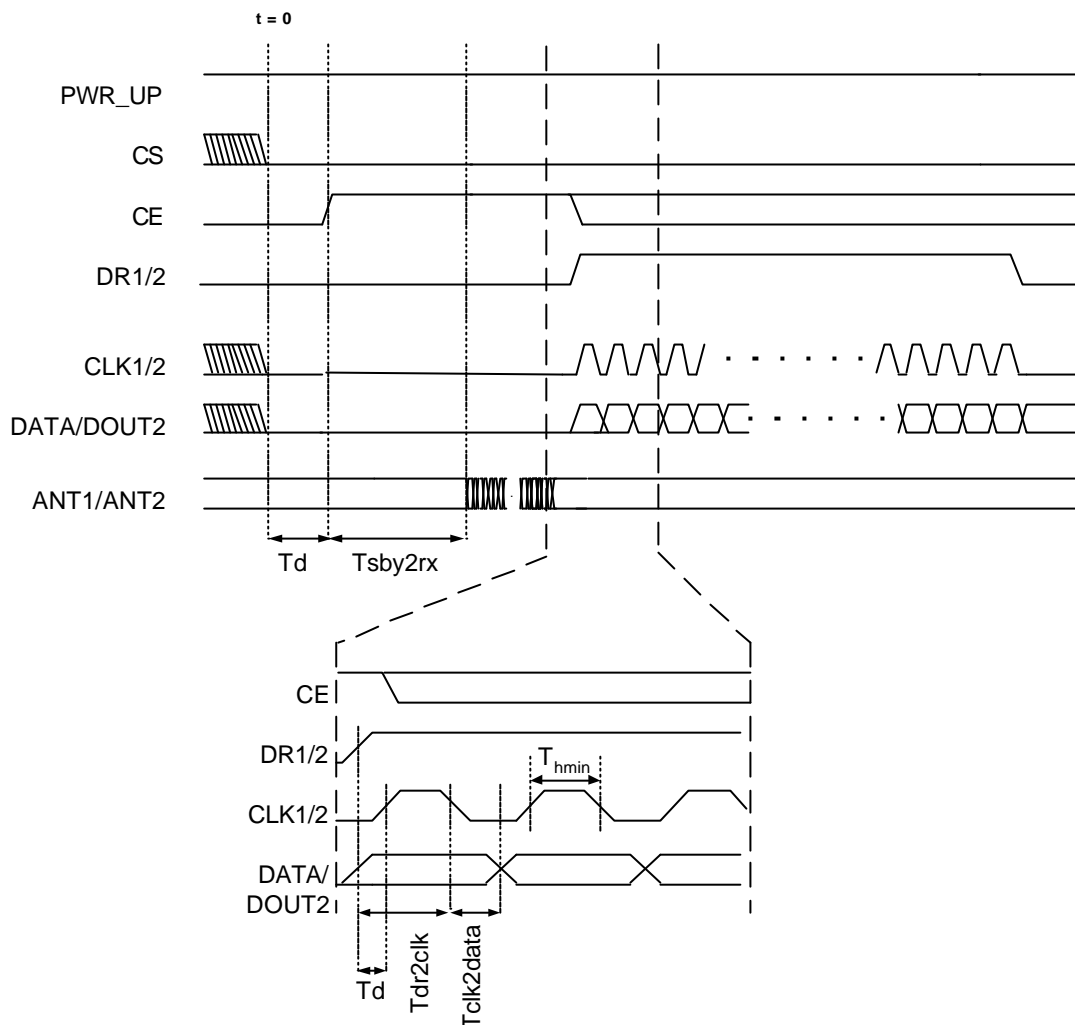 t = 0
PWR_UP
CS
CE
DR1/2
CLK1/2
DATA/DOUT2
ANT1/ANT2
Td
Tsby2rx
CE
DR1/2
Thmin
CLK1/2
DATA/
DOUT2
Td
Tdr2clk
Tclk2data